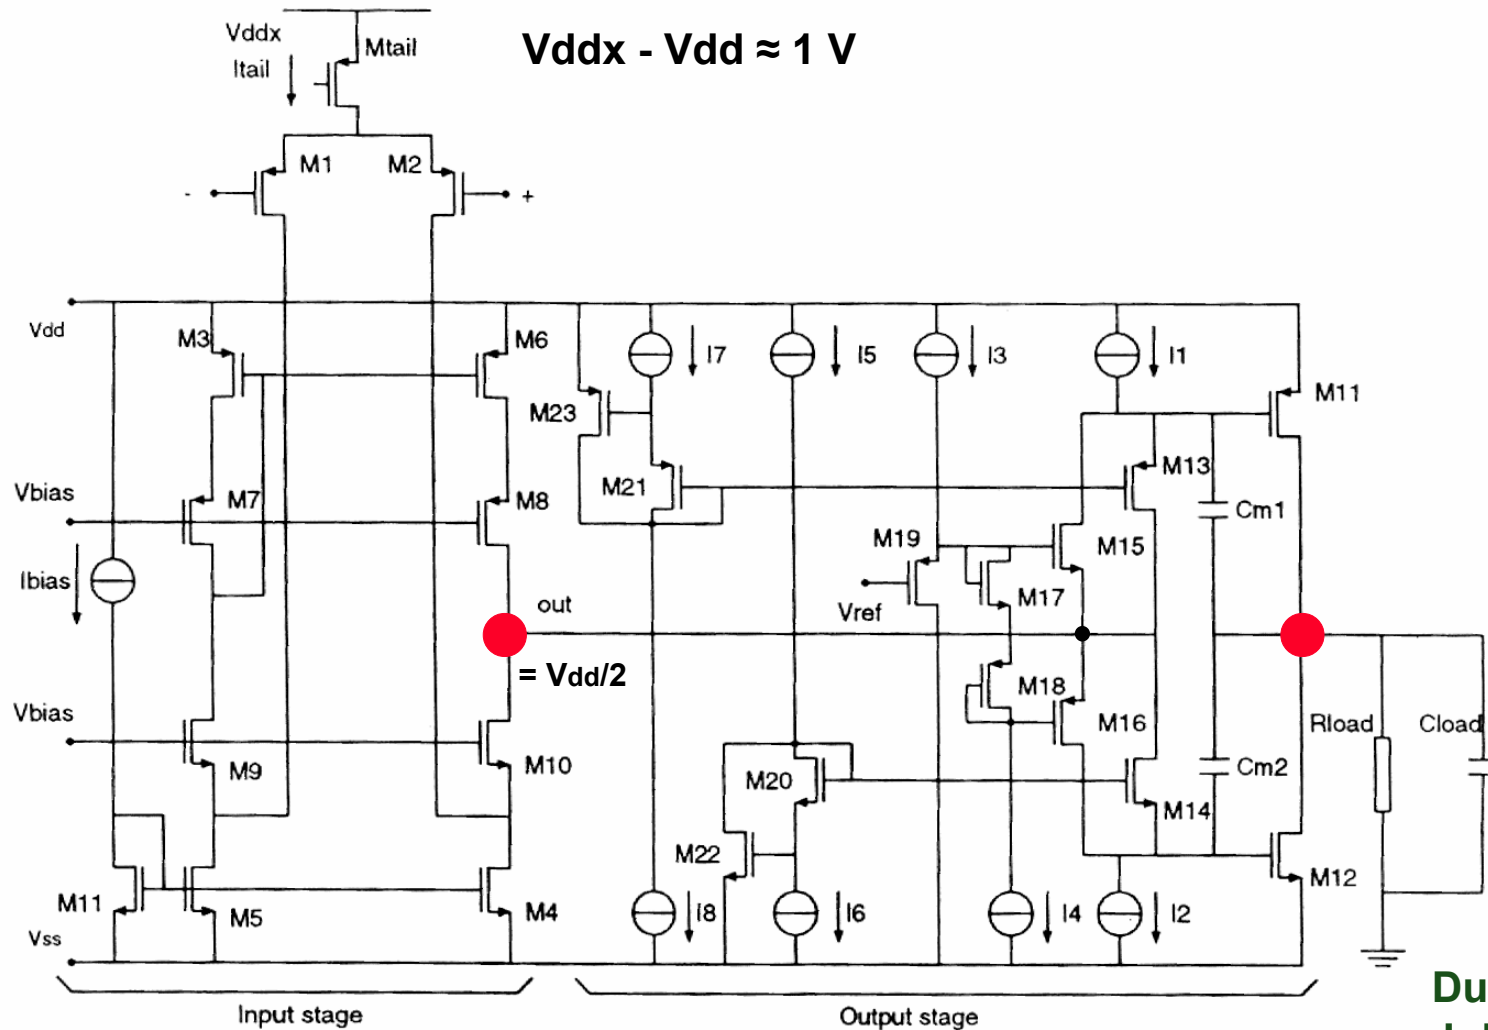 Vddx - Vdd ≈ 1 V
Vddx
Itail
Mtail
M1
M2
-
+
Vdd
M3
M6
I7
I5
I3
I1
M11
M23
M13
M21
Vbias
M7
M8
Cm1
M19
M15
Ibias
M17
out
Vref
= Vdd/2
M18
Vbias
M16
Rload
Cload
M9
M10
M20
Cm2
M14
M22
M12
M11
M5
M4
I8
I6
I4
I2
Vss
Input stage
Output stage
Du